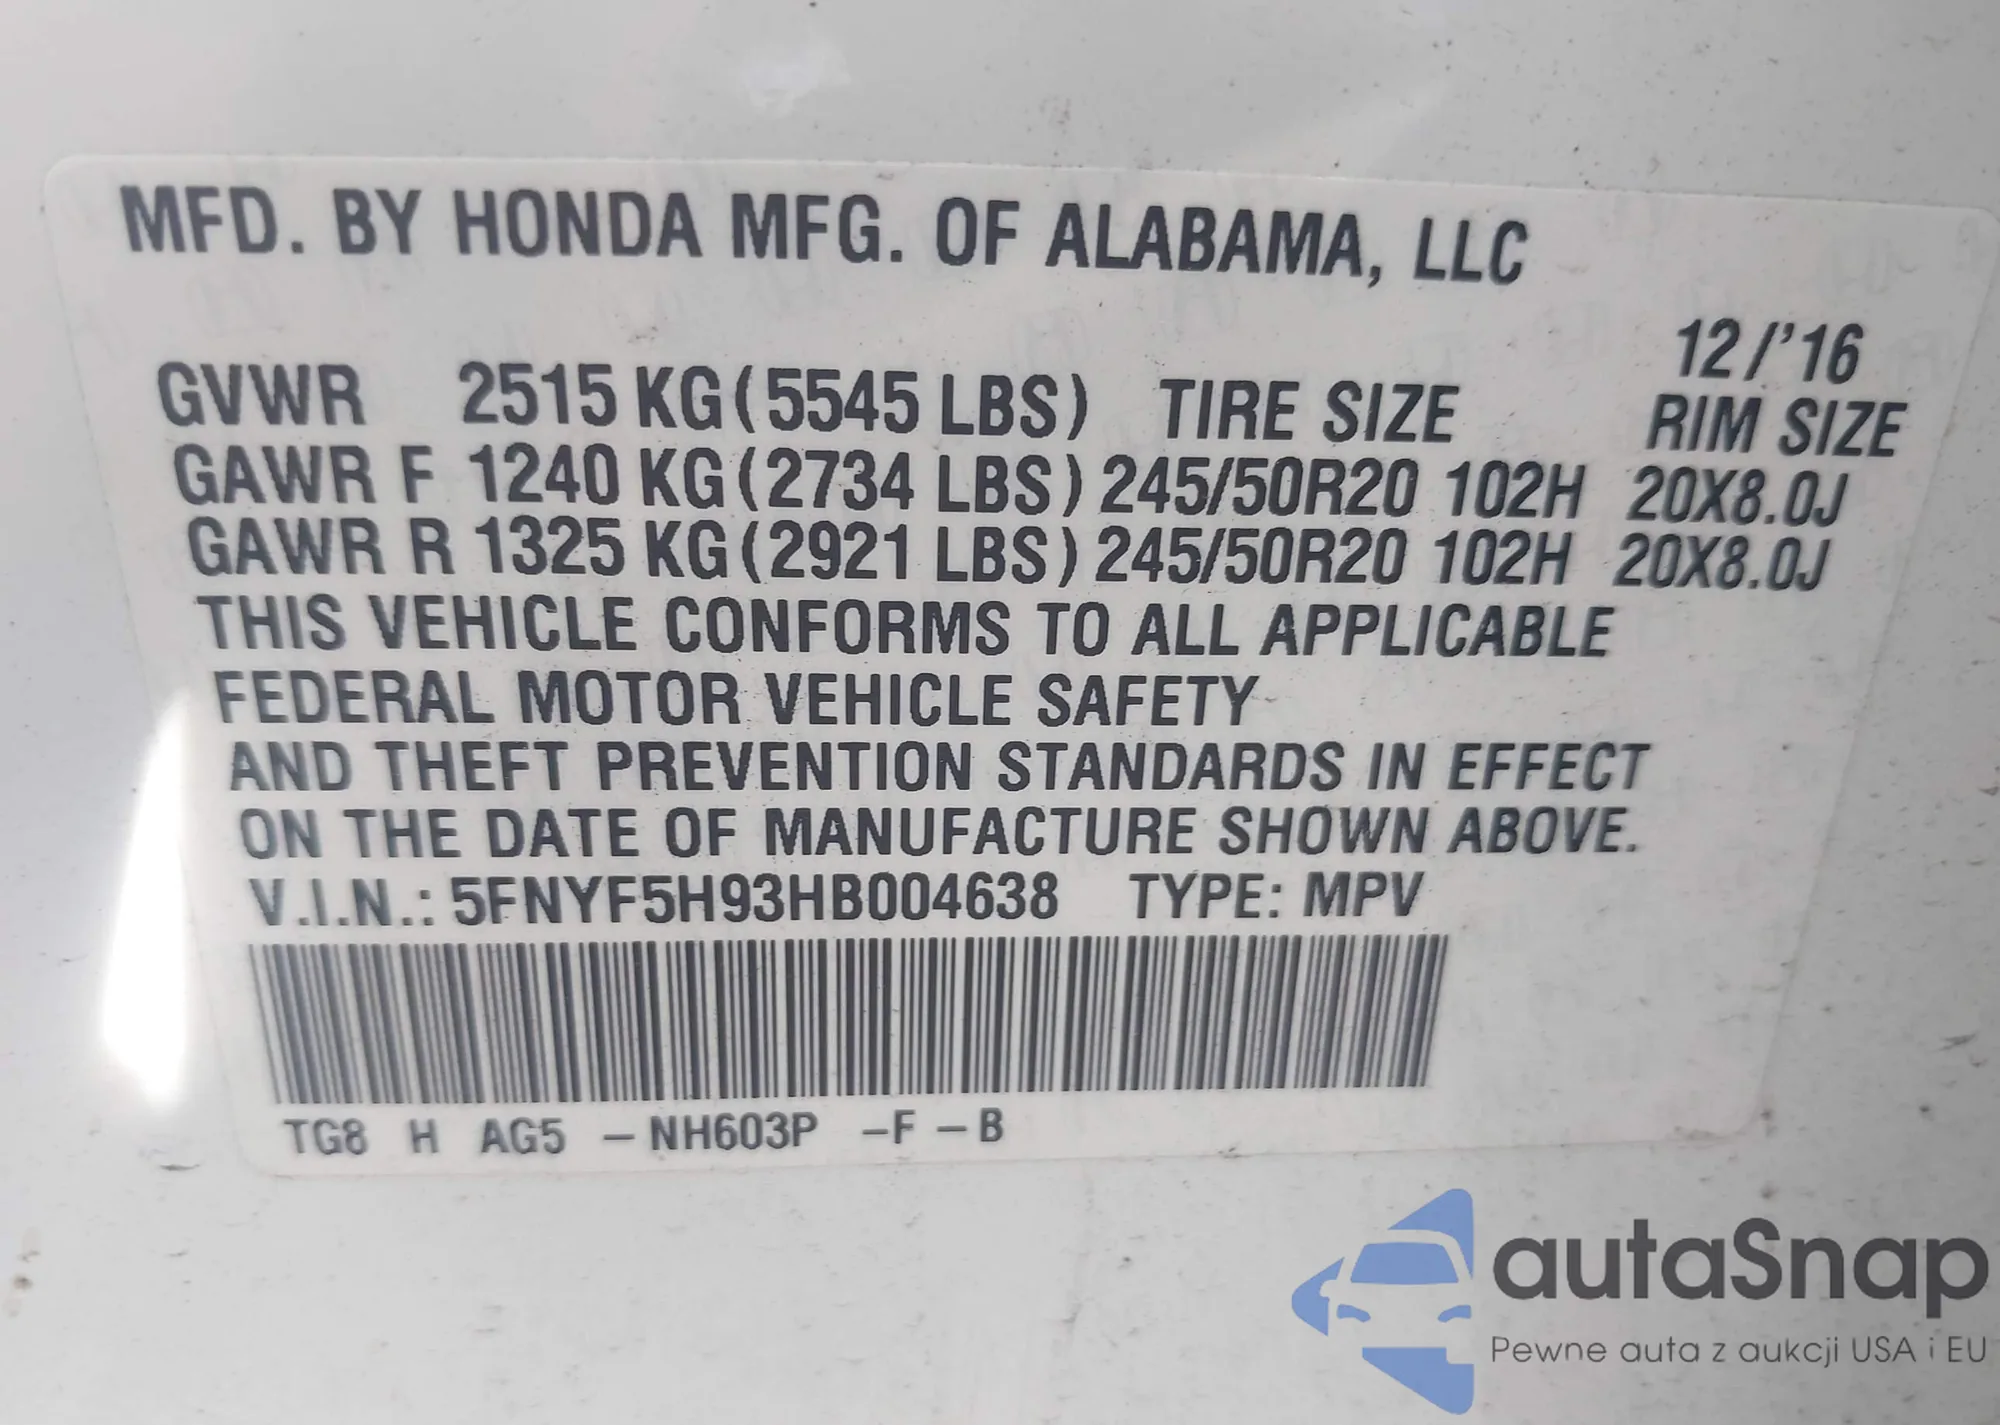 MFD. BY HONDA MFG. OF ALABAMA, LLC
12/'16
GVWR 2515 KG (5545 LBS) TIRE SIZE RIM SIZE
GAWR F 1240 KG (2734 LBS) 245/50R20 102H 20X8.0J
GAWR R 1325 KG (2921 LBS) 245/50R20 102H 20X8.0J
THIS VEHICLE CONFORMS TO ALL APPLICABLE
FEDERAL MOTOR VEHICLE SAFETY
AND THEFT PREVENTION STANDARDS IN EFFECT
ON THE DATE OF MANUFACTURE SHOWN ABOVE.
V.I.N.: 5FNYF5H93HB004638 TYPE: MPV
TG8 H AG5 – NH603P – F – B
autaSnap
Pewne auta z aukcji USA i EU